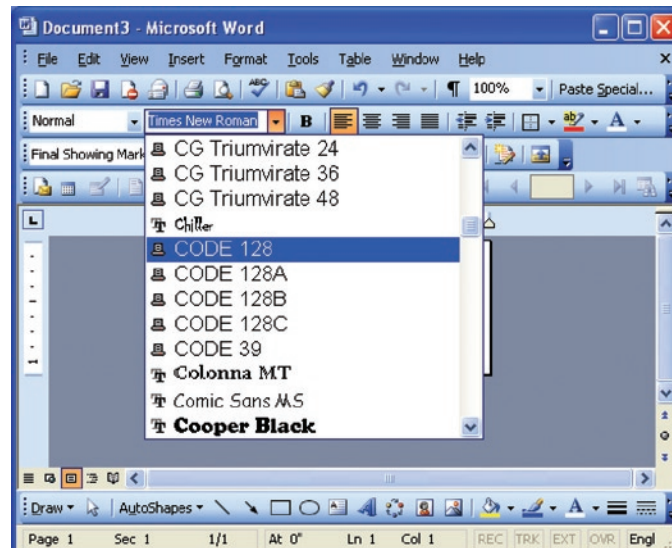 Document3 - Microsoft Word
File Edit View Insert Format Tools Table Window Help
ABC ¶ 100% Paste Special...
Normal Times New Roman B ab A
Final Showing Mark
CG Triumvirate 24
CG Triumvirate 36
CG Triumvirate 48
Chiller
CODE 128
CODE 128A
CODE 128B
CODE 128C
CODE 39
Colonna MT
Comic Sans MS
Cooper Black
Draw AutoShapes A A
Page 1 Sec 1 1/1 At 0" Ln 1 Col 1 REC TRK EXT OVR Engl